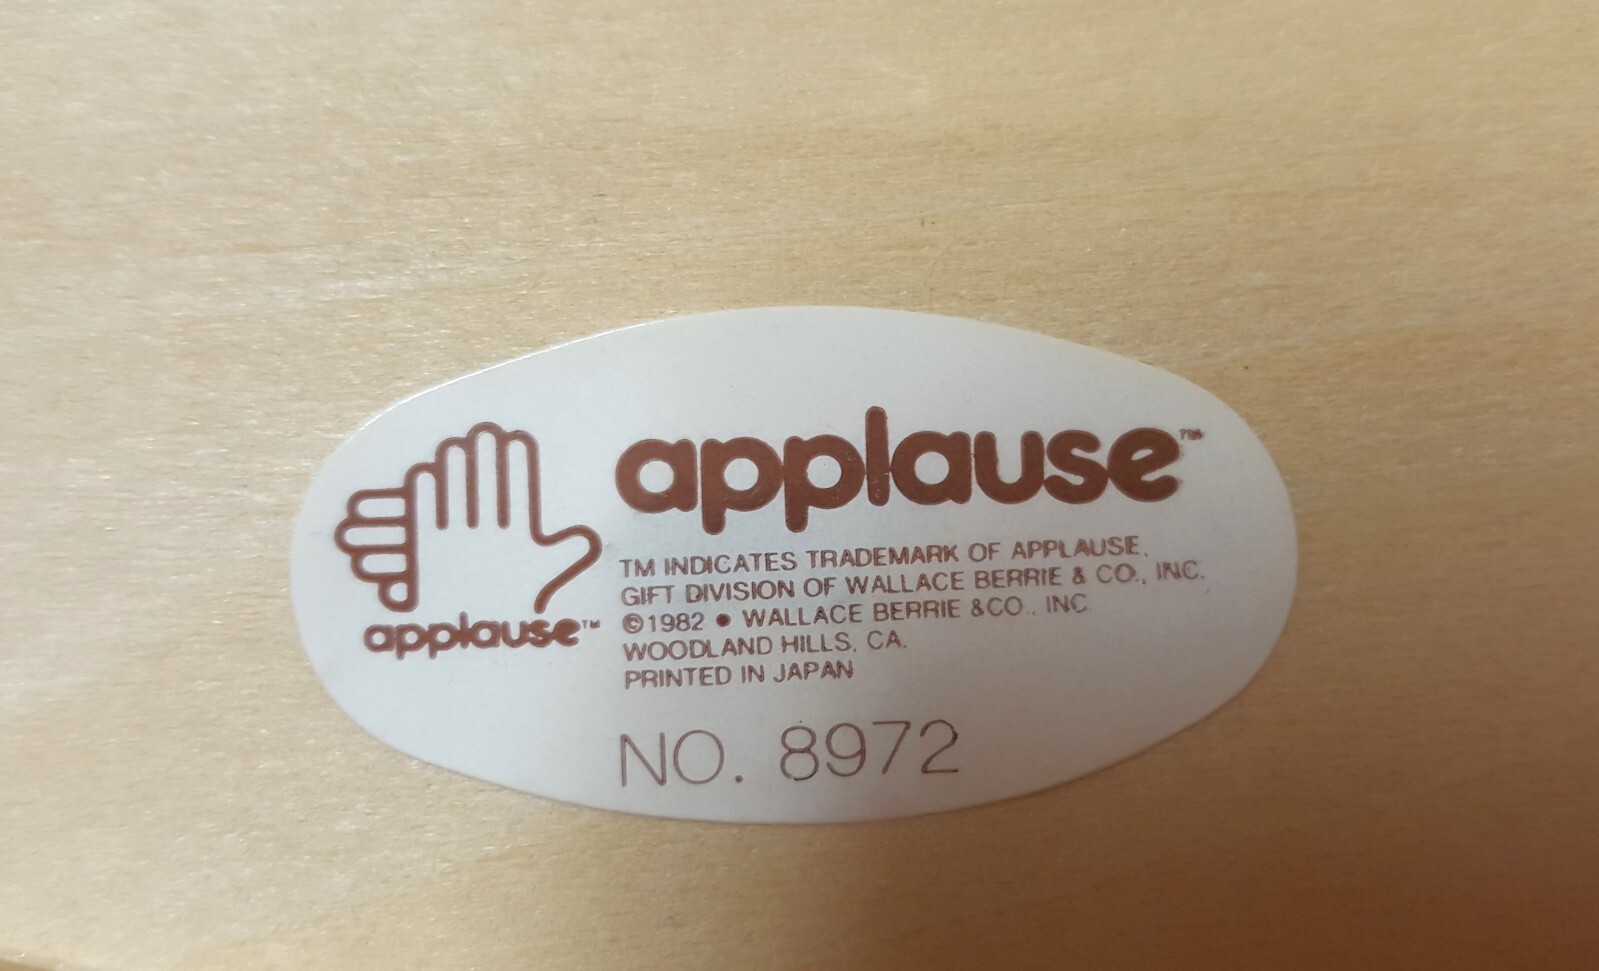 applause™
applause™
TM INDICATES TRADEMARK OF APPLAUSE,
GIFT DIVISION OF WALLACE BERRIE & CO., INC.
©1982 • WALLACE BERRIE &CO., INC.
WOODLAND HILLS, CA.
PRINTED IN JAPAN
NO. 8972